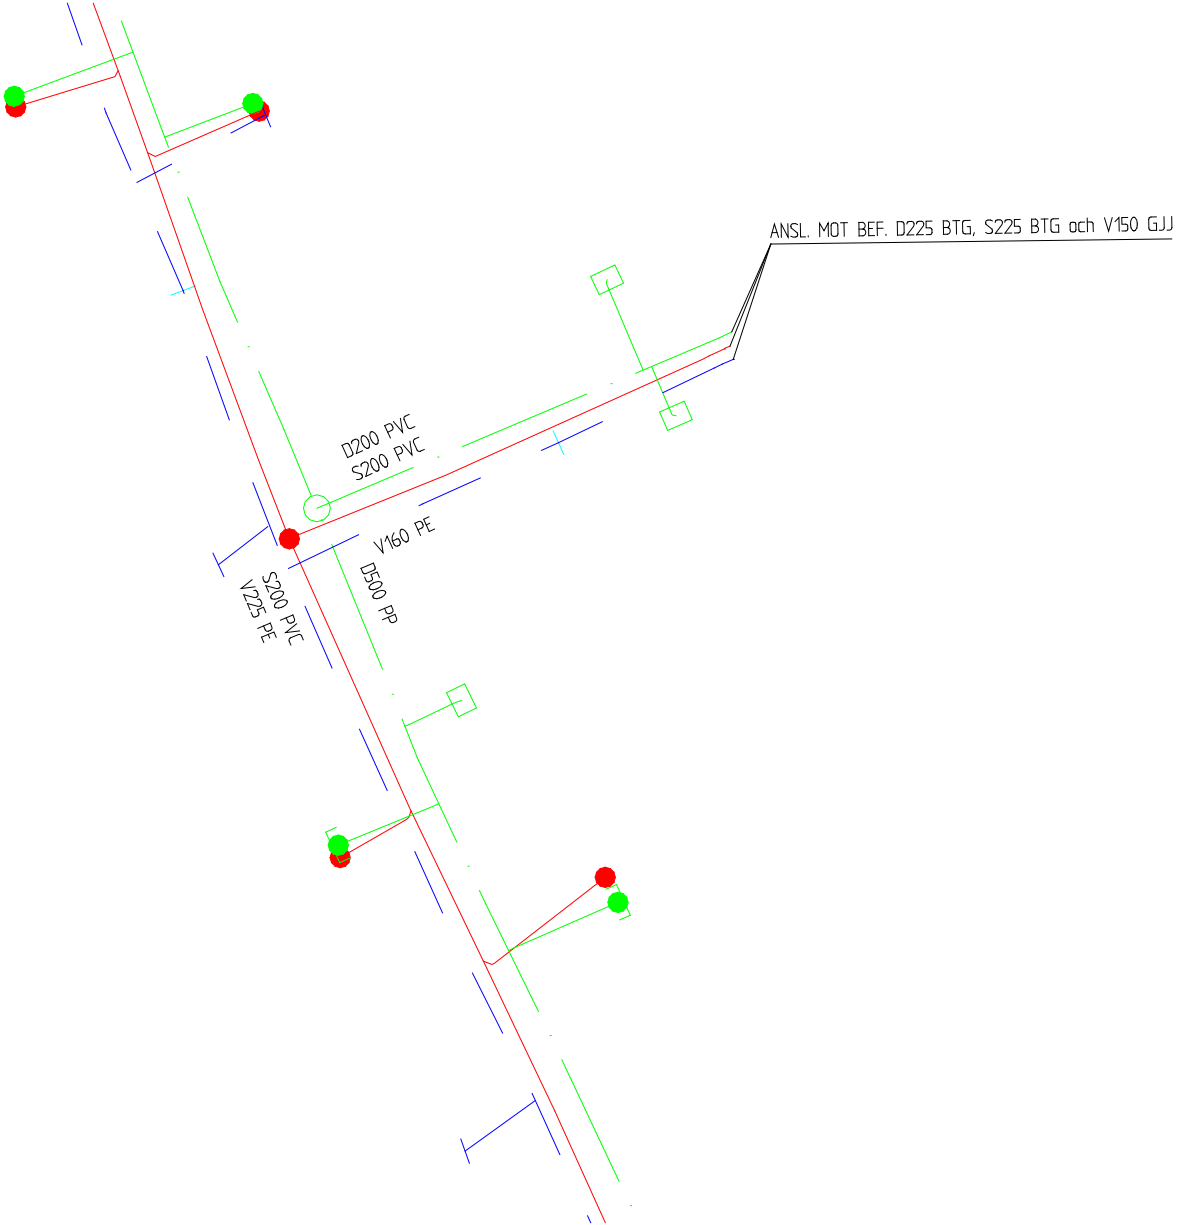 ANSL. MOT BEF. D225 BTG, S225 BTG och V150 GJJ
D200 PVC
S200 PVC
V160 PE
D500 PP
S200 PVC
V225 PE